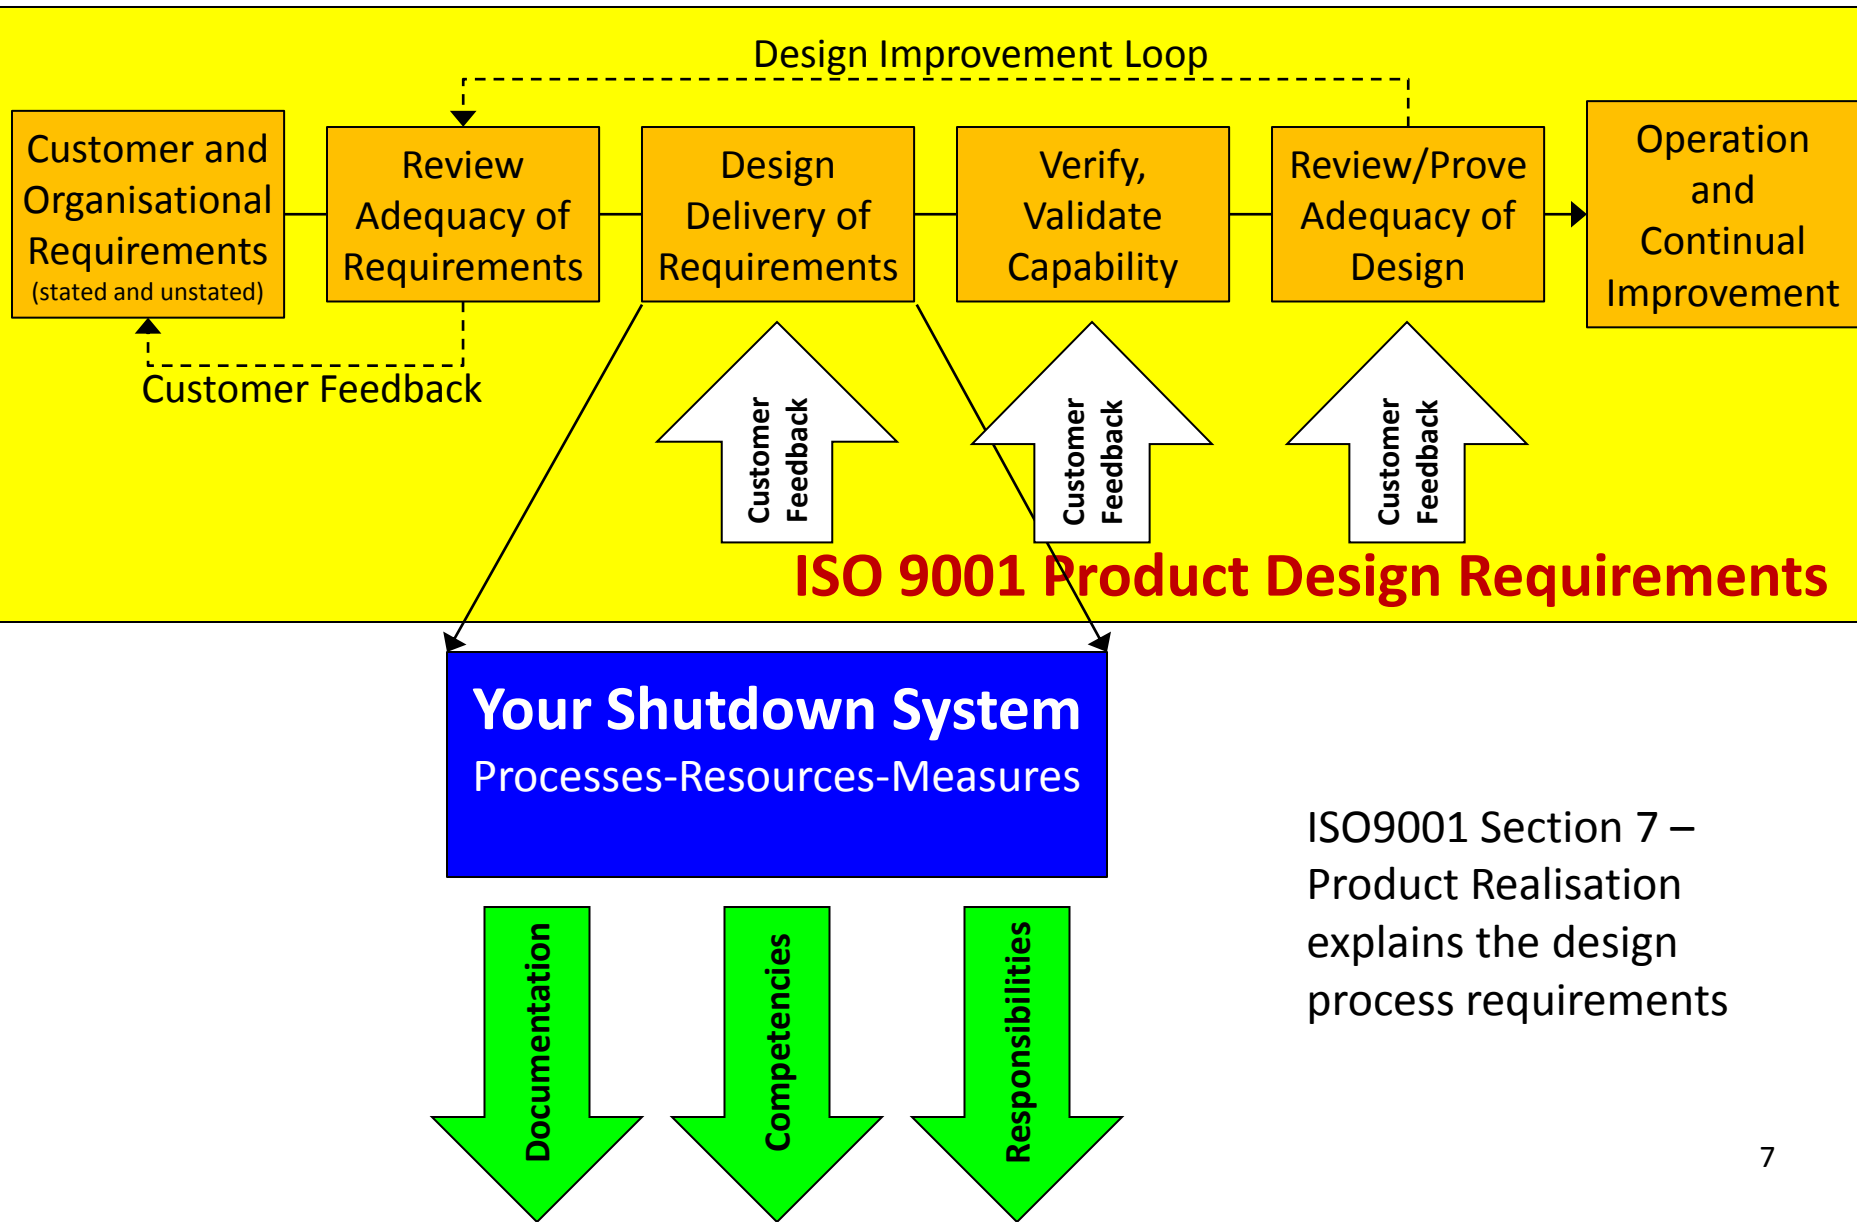 Design Improvement Loop
Customer and
Organisational
Requirements
(stated and unstated)
Review
Adequacy of
Requirements
Design
Delivery of
Requirements
Verify,
Validate
Capability
Review/Prove
Adequacy of
Design
Operation
and
Continual
Improvement
Customer Feedback
Customer
Feedback
Customer
Feedback
Customer
Feedback
ISO 9001 Product Design Requirements
Your Shutdown System
Processes-Resources-Measures
ISO9001 Section 7 –
Product Realisation
explains the design
process requirements
Documentation
Competencies
Responsibilities
7